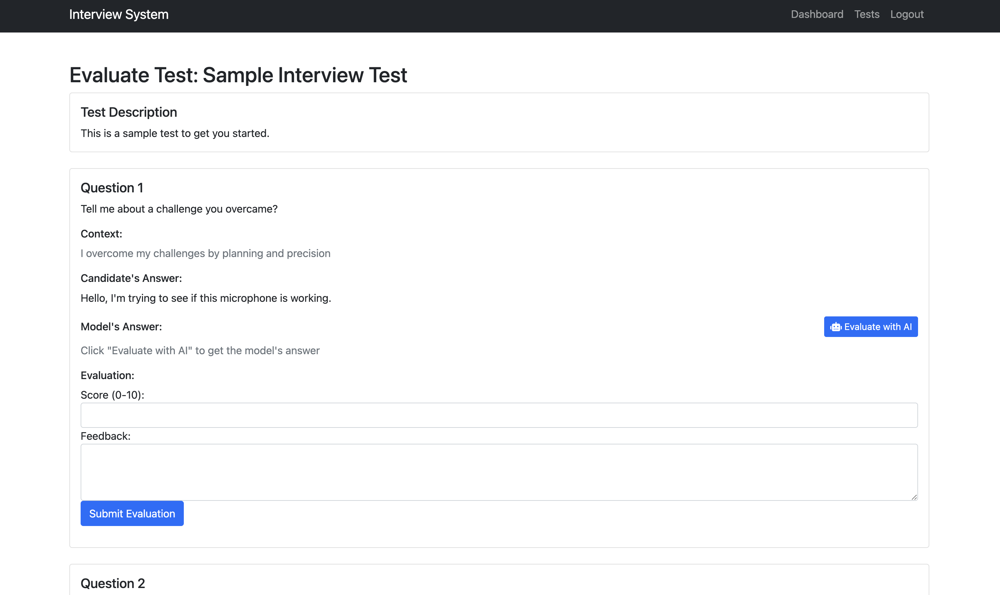 Interview System
Dashboard Tests Logout
Evaluate Test: Sample Interview Test
Test Description
This is a sample test to get you started.
Question 1
Tell me about a challenge you overcame?
Context:
I overcome my challenges by planning and precision
Candidate's Answer:
Hello, I'm trying to see if this microphone is working.
Model's Answer:
Evaluate with AI
Click "Evaluate with AI" to get the model's answer
Evaluation:
Score (0-10):
Feedback:
Submit Evaluation
Question 2